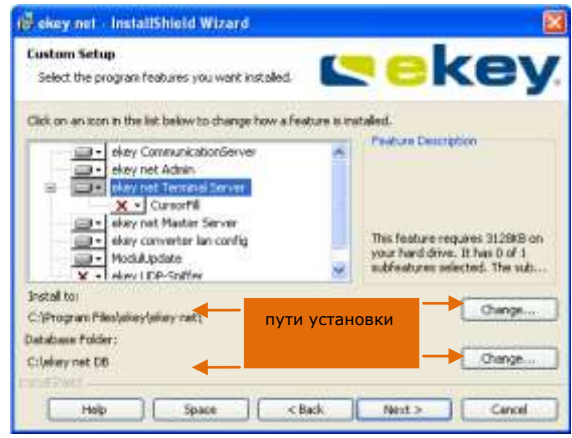 ekey net - InstallShield Wizard
Custom Setup
Select the program features you want installed.
ekey
Click on an icon in the list below to change how a feature is installed.
ekey CommunicationServer
ekey net Admin
ekey net Terminal Server
CursorFill
ekey net Master Server
ekey converter lan config
ModulUpdate
ekey UDP-Sniffer
Feature Description
This feature requires 3128KB on
your hard drive. It has 0 of 1
subfeatures selected. The sub...
Install to:
C:\Program Files\ekey\ekey net\
Change...
пути установки
Database Folder:
C:\ekey net DB
Change...
InstallShield
Help
Space
< Back
Next >
Cancel